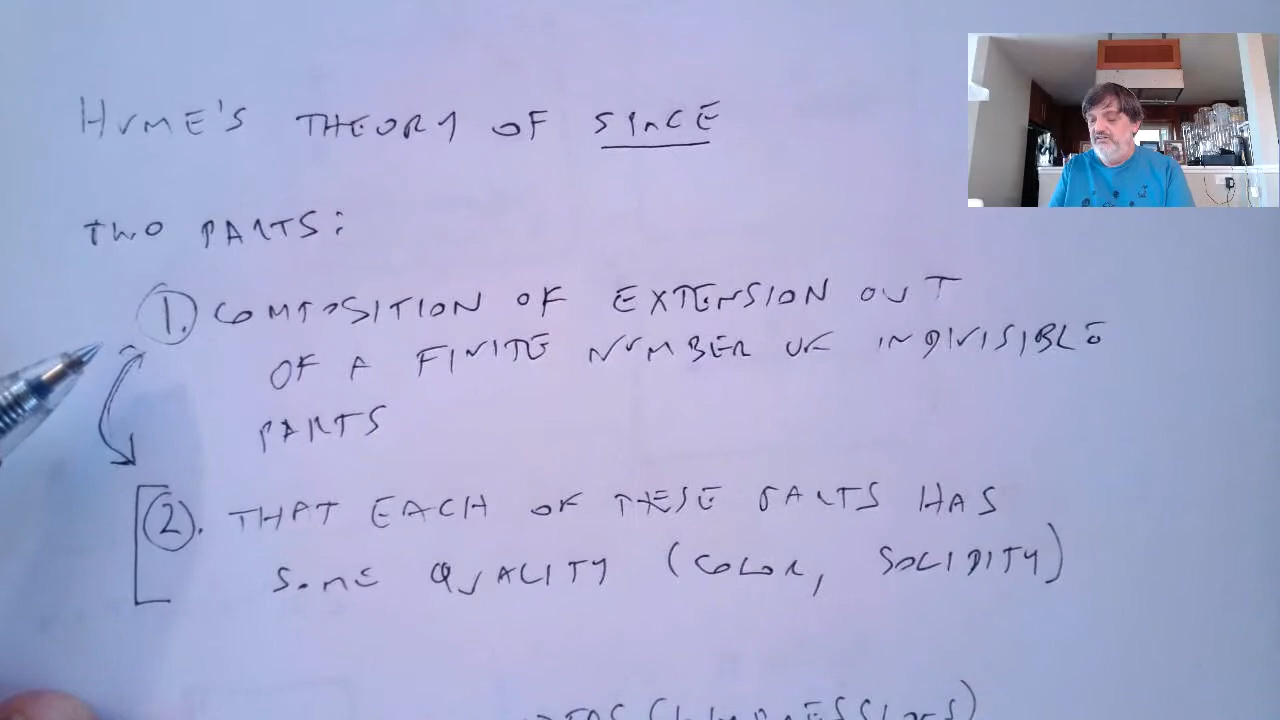 HUME'S THEORY OF SPACE
TWO PARTS:
1. COMPOSITION OF EXTENSION OUT
OF A FINITE NUMBER OF INDIVISIBLE
PARTS
2. THAT EACH OF THESE PARTS HAS
SOME QUALITY (COLOR, SOLIDITY)
(IMPRESSIONS)